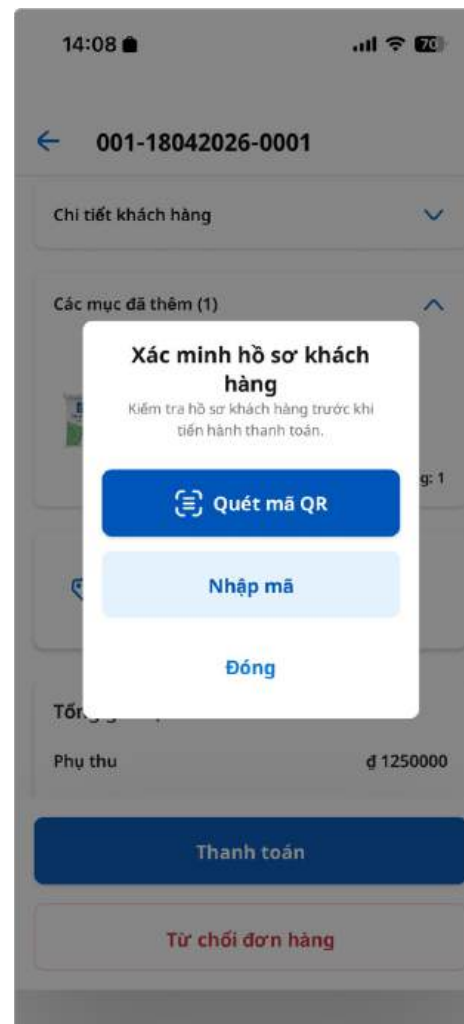 14:08
70
001-18042026-0001
Chi tiết khách hàng
Các mục đã thêm (1)
Xác minh hồ sơ khách
hàng
Kiểm tra hồ sơ khách hàng trước khi
tiến hành thanh toán.
g: 1
Quét mã QR
Nhập mã
Đóng
Phụ thu
₫ 1250000
Thanh toán
Từ chối đơn hàng